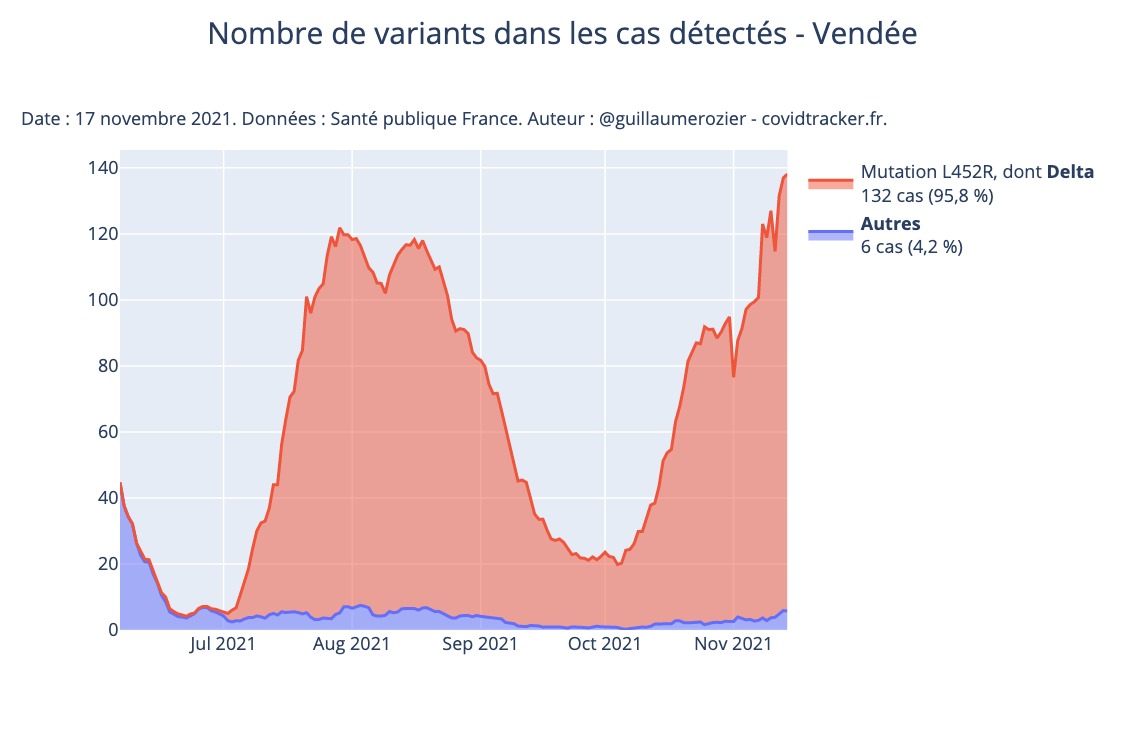 Nombre de variants dans les cas détectés - Vendée
Date : 17 novembre 2021. Données : Santé publique France. Auteur : @guillaumerozier - covidtracker.fr.
140
120
100
80
60
40
20
0
Jul 2021
Aug 2021
Sep 2021
Oct 2021
Nov 2021
Mutation L452R, dont Delta
132 cas (95,8 %)
Autres
6 cas (4,2 %)